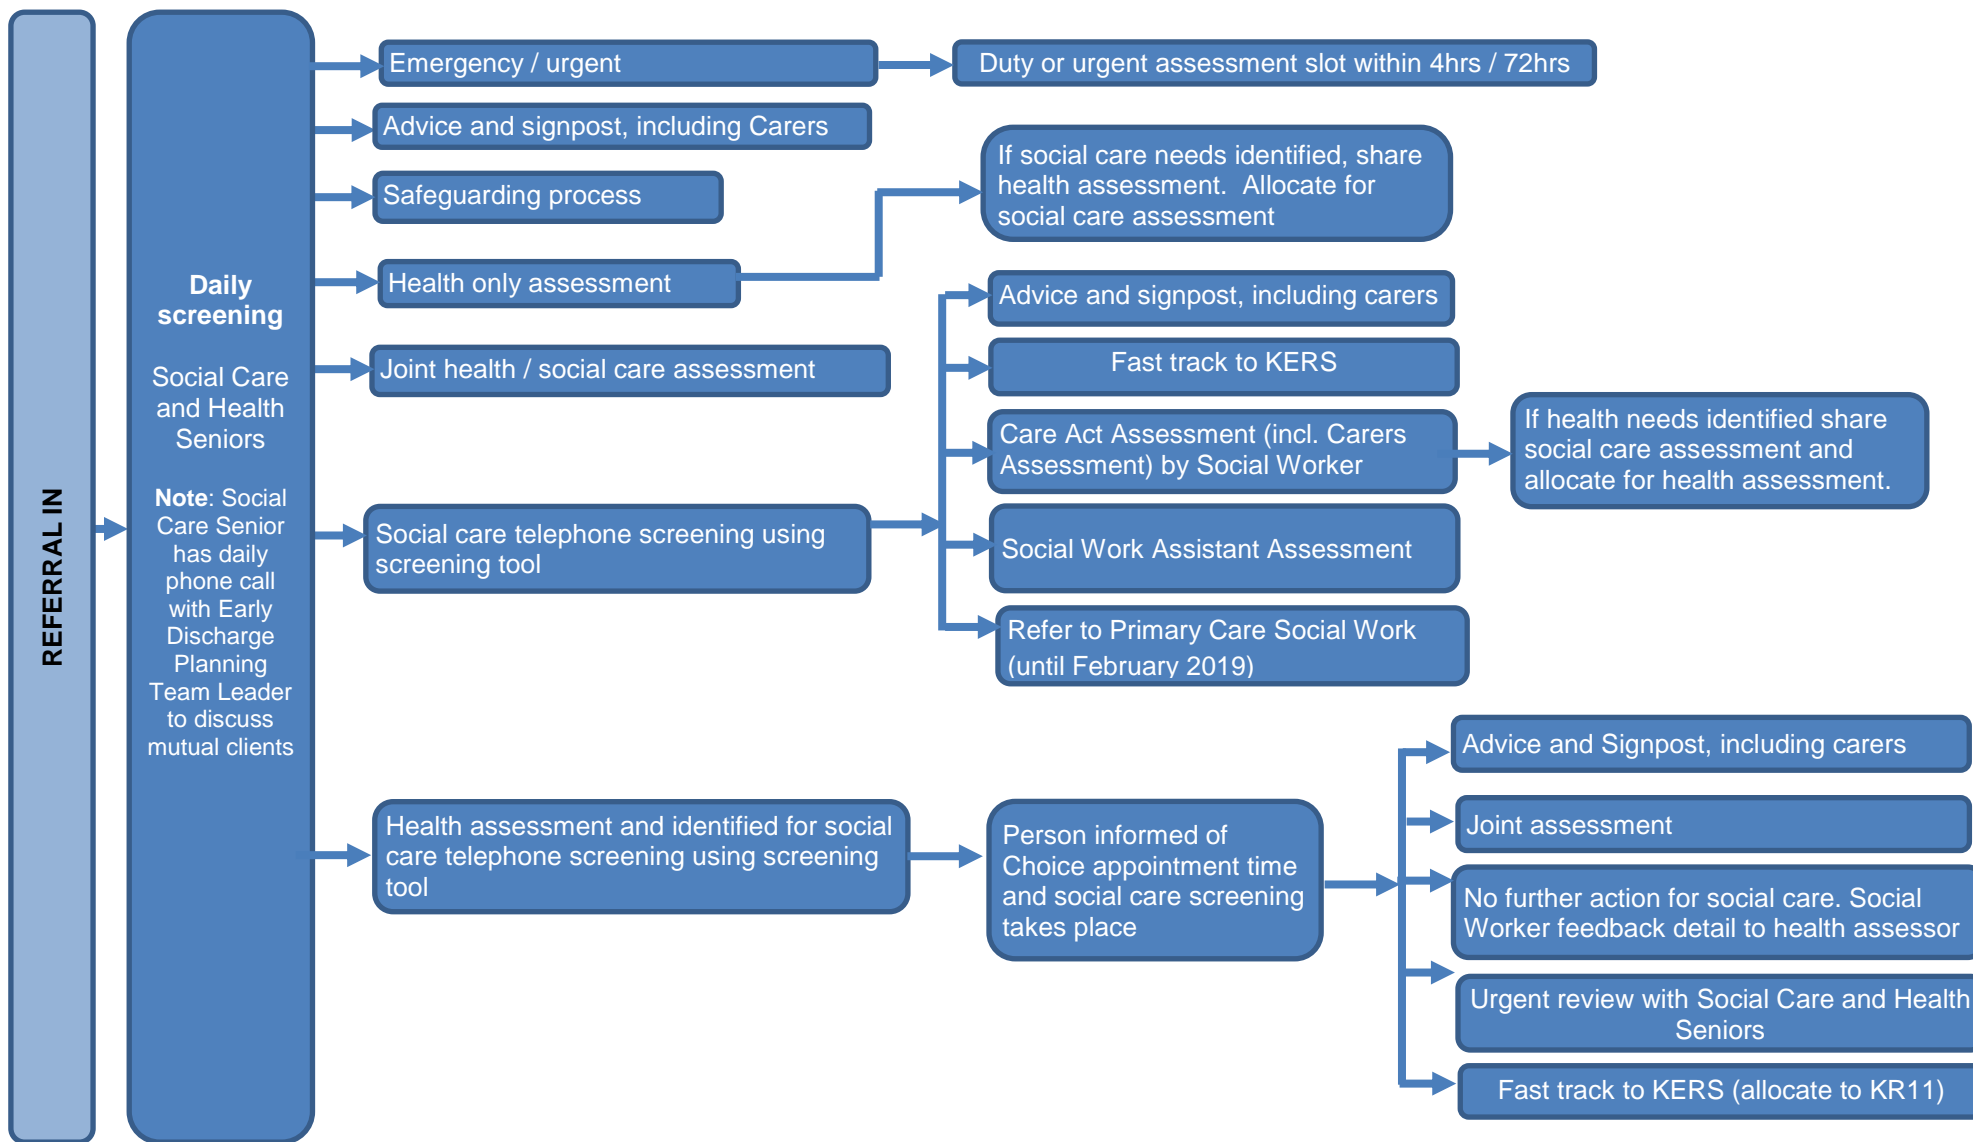 REFERRAL IN
Daily
screening
Social Care
and Health
Seniors
Note: Social
Care Senior
has daily
phone call
with Early
Discharge
Planning
Team Leader
to discuss
mutual clients
Emergency / urgent
Duty or urgent assessment slot within 4hrs / 72hrs
Advice and signpost, including Carers
Safeguarding process
Health only assessment
If social care needs identified, share
health assessment.  Allocate for
social care assessment
Joint health / social care assessment
Social care telephone screening using
screening tool
Advice and signpost, including carers
Fast track to KERS
Care Act Assessment (incl. Carers
Assessment) by Social Worker
If health needs identified share
social care assessment and
allocate for health assessment.
Social Work Assistant Assessment
Refer to Primary Care Social Work
(until February 2019)
Health assessment and identified for social
care telephone screening using screening
tool
Person informed of
Choice appointment time
and social care screening
takes place
Advice and Signpost, including carers
Joint assessment
No further action for social care. Social
Worker feedback detail to health assessor
Urgent review with Social Care and Health
Seniors
Fast track to KERS (allocate to KR11)